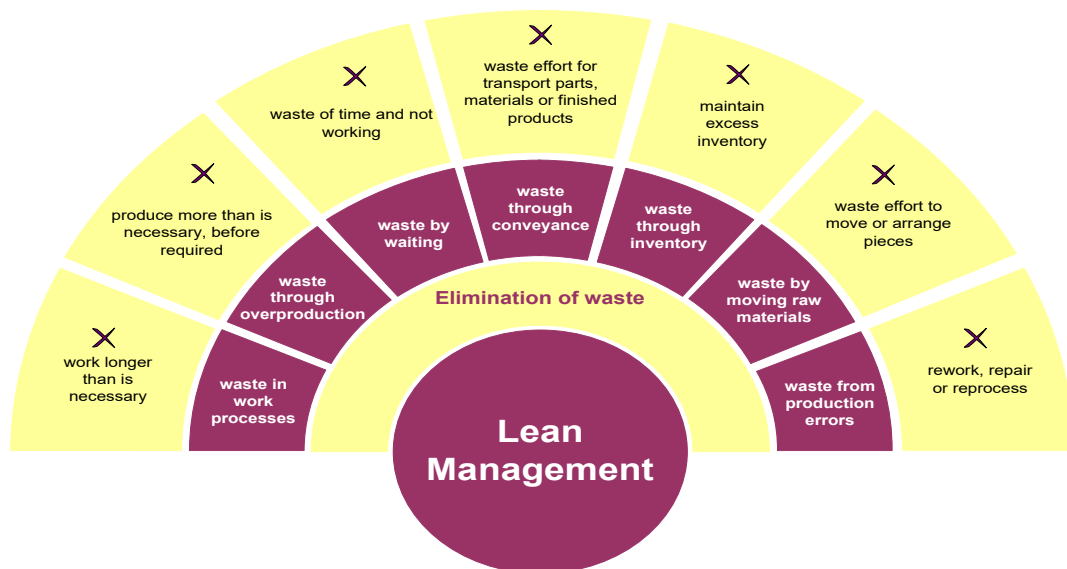 waste effort for
transport parts,
materials or finished
products
waste of time and not
working
maintain
excess
inventory
produce more than is
necessary, before
required
waste effort to
move or arrange
pieces
work longer
than is
necessary
rework, repair
or reprocess
waste in
work
processes
waste
through
overproduction
waste by
waiting
waste
through
conveyance
waste
through
inventory
waste by
moving raw
materials
waste from
production
errors
Elimination of waste
Lean
Management